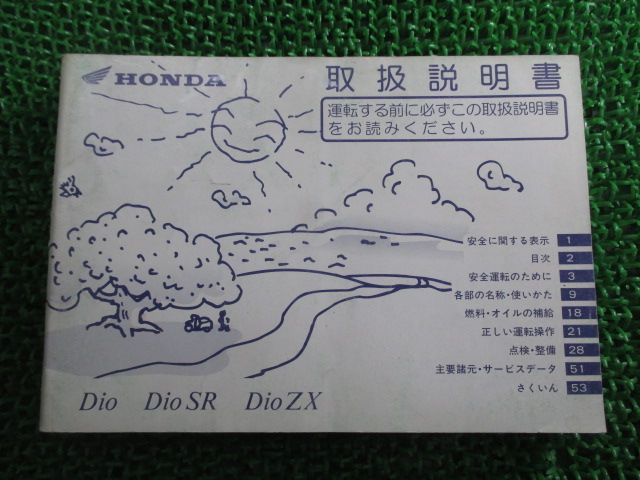 HONDA
取扱説明書
運転する前に必ずこの取扱説明書
をお読みください。
安全に関する表示 1
目次 2
安全運転のために 3
各部の名称・使いかた 9
燃料・オイルの補給 18
正しい運転操作 21
点検・整備 28
主要諸元・サービスデータ 51
さくいん 53
Dio Dio SR Dio ZX